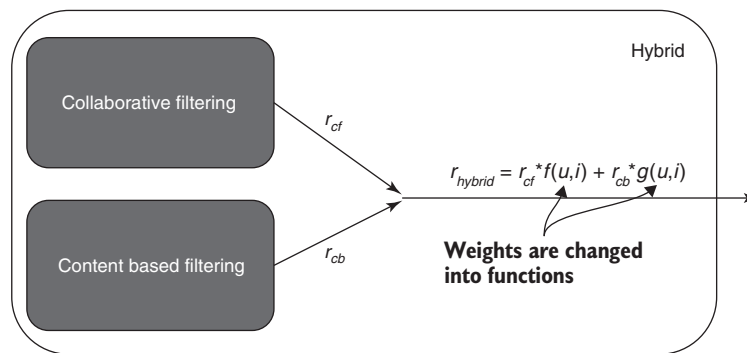 Hybrid
Collaborative filtering
r_cf
r_hybrid = r_cf*f(u,i) + r_cb*g(u,i)
Content based filtering
r_cb
Weights are changed
into functions